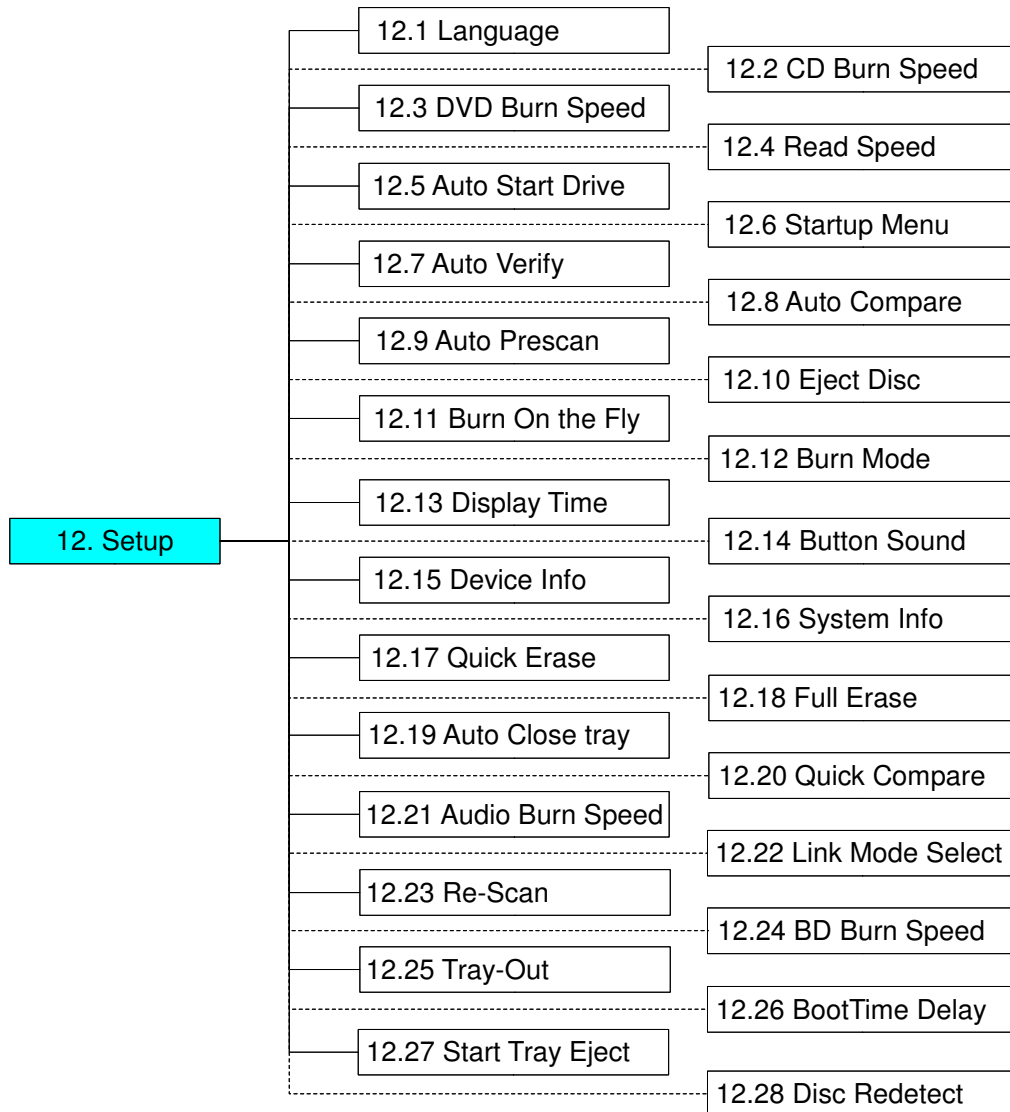 12.1 Language
12.2 CD Burn Speed
12.3 DVD Burn Speed
12.4 Read Speed
12.5 Auto Start Drive
12.6 Startup Menu
12.7 Auto Verify
12.8 Auto Compare
12.9 Auto Prescan
12.10 Eject Disc
12.11 Burn On the Fly
12.12 Burn Mode
12.13 Display Time
12. Setup
12.14 Button Sound
12.15 Device Info
12.16 System Info
12.17 Quick Erase
12.18 Full Erase
12.19 Auto Close tray
12.20 Quick Compare
12.21 Audio Burn Speed
12.22 Link Mode Select
12.23 Re-Scan
12.24 BD Burn Speed
12.25 Tray-Out
12.26 BootTime Delay
12.27 Start Tray Eject
12.28 Disc Redetect